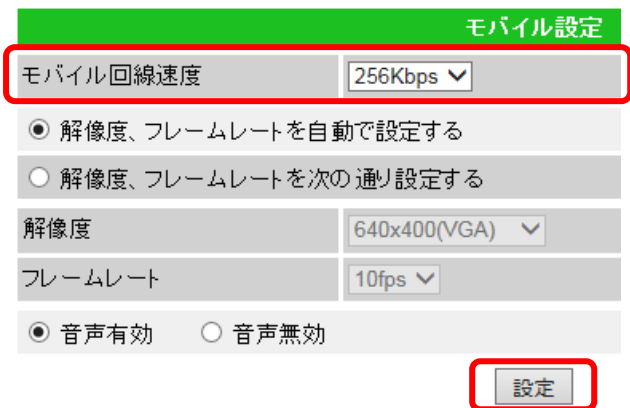 モバイル設定
モバイル回線速度 256Kbps
解像度、フレームレートを自動で設定する
解像度、フレームレートを次の通り設定する
解像度 640x400(VGA)
フレームレート 10fps
音声有効 音声無効
設定